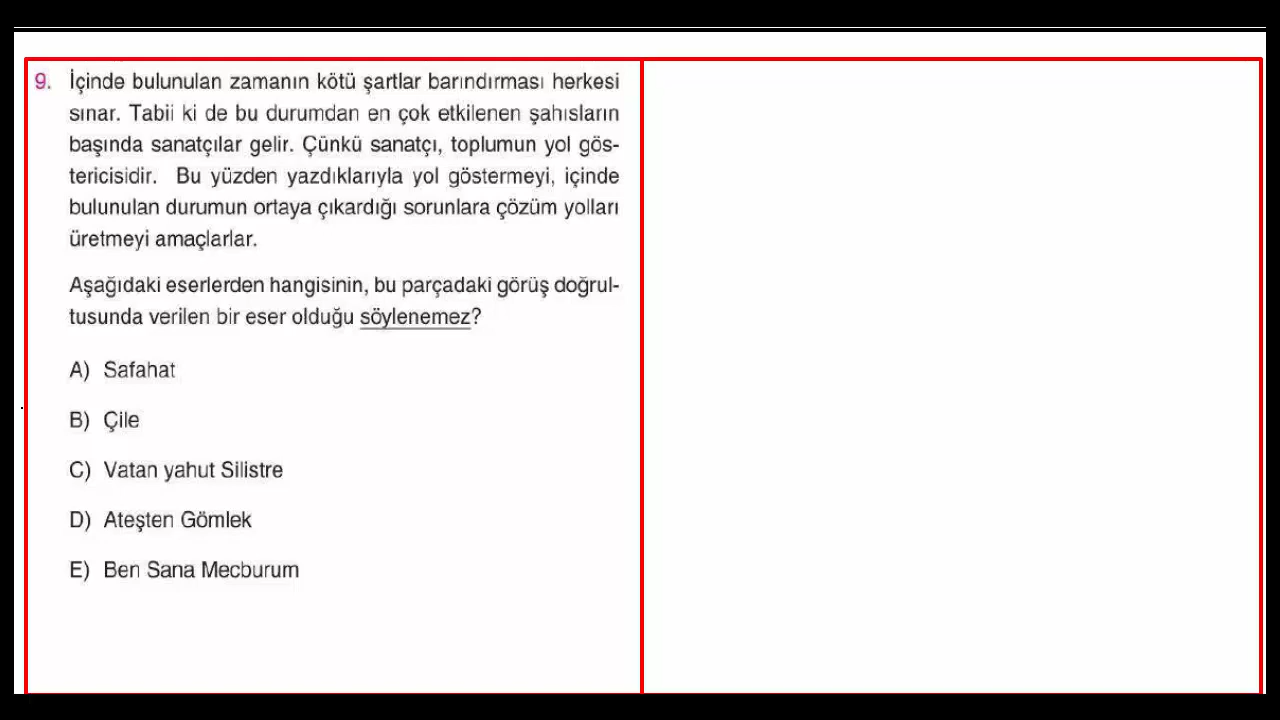 9. İçinde bulunulan zamanın kötü şartlar barındırması herkesi
sınar. Tabii ki de bu durumdan en çok etkilenen şahısların
başında sanatçılar gelir. Çünkü sanatçı, toplumun yol gös-
tericisidir. Bu yüzden yazdıklarıyla yol göstermeyi, içinde
bulunulan durumun ortaya çıkardığı sorunlara çözüm yolları
üretmeyi amaçlarlar.
Aşağıdaki eserlerden hangisinin, bu parçadaki görüş doğrul-
tusunda verilen bir eser olduğu söylenemez?
A) Safahat
B) Çile
C) Vatan yahut Silistre
D) Ateşten Gömlek
E) Ben Sana Mecburum